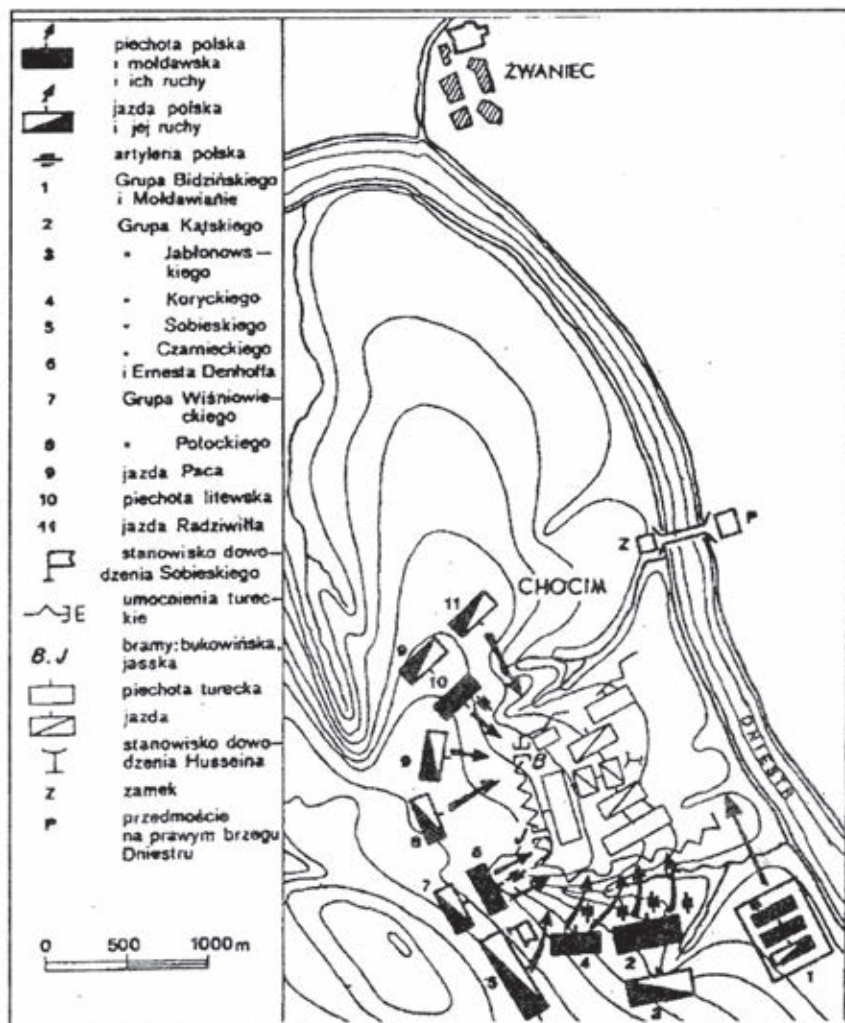 piechota polska
i mołdawska
i ich ruchy
jazda polska
i jej ruchy
artyleria polska
1 Grupa Bidzińskiego
i Mołdawianie
2 Grupa Kątskiego
3 " Jabłonows—
kiego
4 " Koryckiego
5 " Sobieskiego
6 " Czarnieckiego
i Ernesta Denhoffa
7 Grupa Wiśniowie—
ckiego
8 " Potockiego
9 jazda Paca
10 piechota litewska
11 jazda Radziwiłła
stanowisko dowo—
dzenia Sobieskiego
umocnienia turec—
kie
B. J bramy: bukowińska,
jasska
piechota turecka
jazda
stanowisko dowo—
dzenia Husseina
Z zamek
P przedmoście
na prawym brzegu
Dniestru
0 500 1000 m
ŻWANIEC
P
Z
CHOCIM
11
9
10
B
9
DNIESTR
8
J
6
7
5
4
2
3
1